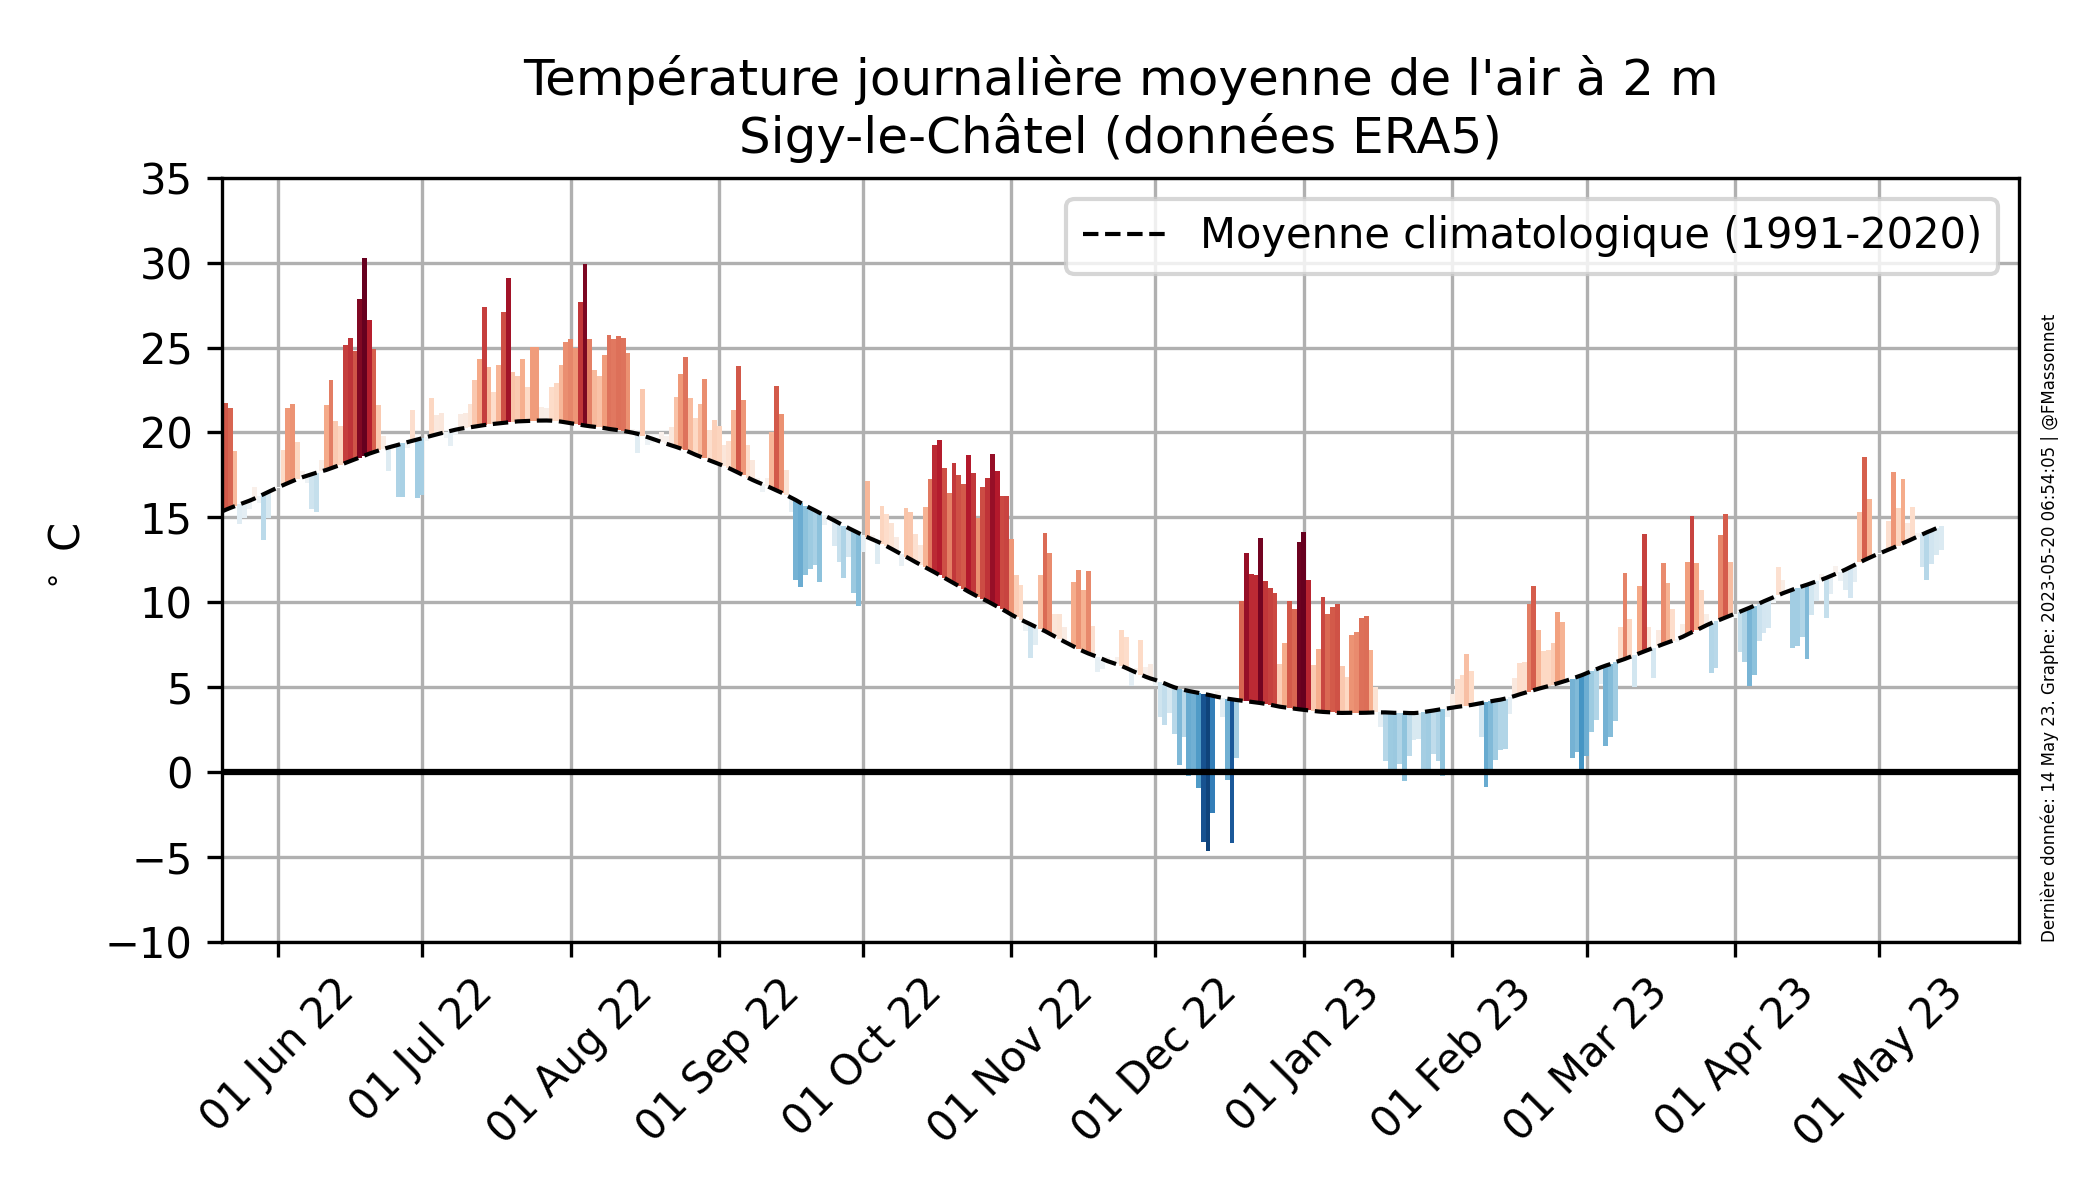 Température journalière moyenne de l'air à 2 m
Sigy-le-Châtel (données ERA5)
35
30
25
20
15
10
5
0
−5
−10
° C
Moyenne climatologique (1991-2020)
01 Jun 22
01 Jul 22
01 Aug 22
01 Sep 22
01 Oct 22
01 Nov 22
01 Dec 22
01 Jan 23
01 Feb 23
01 Mar 23
01 Apr 23
01 May 23
Dernière donnée: 14 May 23. Graphe: 2023-05-20 06:54:05 | @FMassonnet